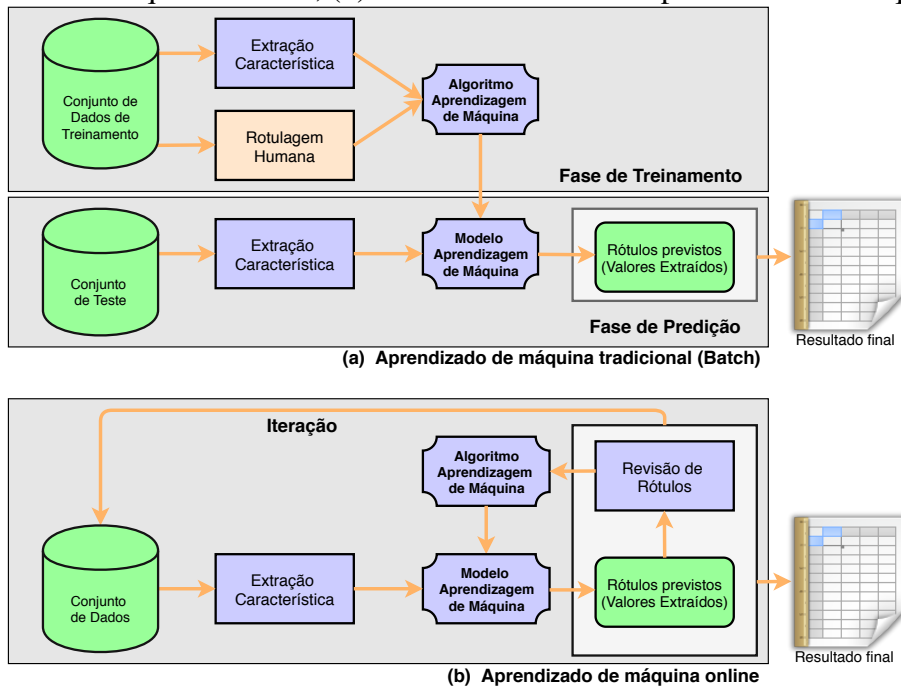 Extração
Característica
Conjunto de
Dados de
Treinamento
Rotulagem
Humana
Algoritmo
Aprendizagem
de Máquina
Fase de Treinamento
Conjunto
de Teste
Extração
Característica
Modelo
Aprendizagem
de Máquina
Rótulos previstos
(Valores Extraídos)
Fase de Predição
Resultado final
(a) Aprendizado de máquina tradicional (Batch)
Iteração
Algoritmo
Aprendizagem
de Máquina
Revisão de
Rótulos
Conjunto
de Dados
Extração
Característica
Modelo
Aprendizagem
de Máquina
Rótulos previstos
(Valores Extraídos)
Resultado final
(b) Aprendizado de máquina online